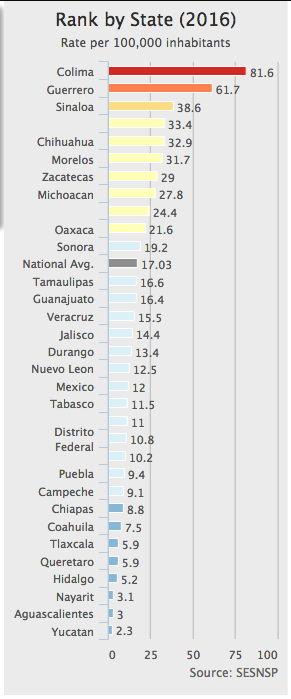 Rank by State (2016)
Rate per 100,000 inhabitants
Colima 81.6
Guerrero 61.7
Sinaloa 38.6
33.4
Chihuahua 32.9
Morelos 31.7
Zacatecas 29
Michoacan 27.8
24.4
Oaxaca 21.6
Sonora 19.2
National Avg. 17.03
Tamaulipas 16.6
Guanajuato 16.4
Veracruz 15.5
Jalisco 14.4
Durango 13.4
Nuevo Leon 12.5
Mexico 12
Tabasco 11.5
11
Distrito
Federal 10.8
10.2
Puebla 9.4
Campeche 9.1
Chiapas 8.8
Coahuila 7.5
Tlaxcala 5.9
Queretaro 5.9
Hidalgo 5.2
Nayarit 3.1
Aguascalientes 3
Yucatan 2.3
0 25 50 75 100
Source: SESNSP